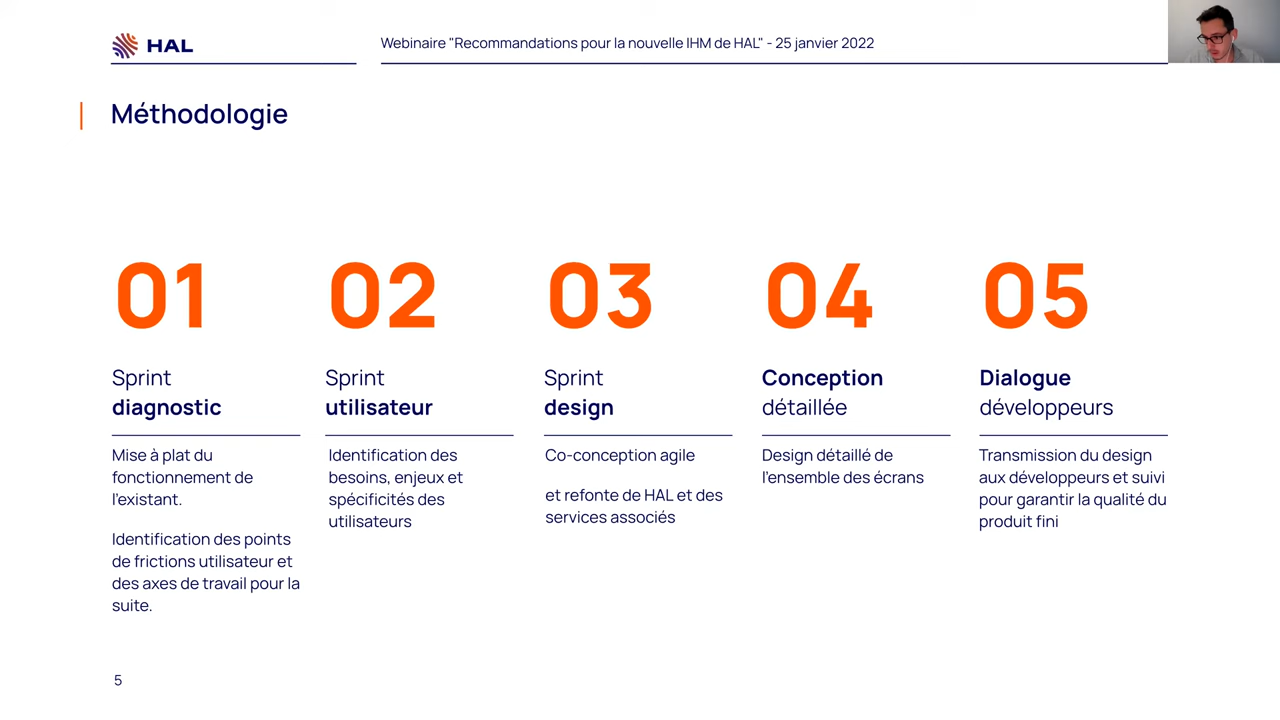 HAL
Webinaire "Recommandations pour la nouvelle IHM de HAL" - 25 janvier 2022
Méthodologie
01
Sprint
diagnostic
Mise à plat du
fonctionnement de
l'existant.
Identification des points
de frictions utilisateur et
des axes de travail pour la
suite.
02
Sprint
utilisateur
Identification des
besoins, enjeux et
spécificités des
utilisateurs
03
Sprint
design
Co-conception agile
et refonte de HAL et des
services associés
04
Conception
détaillée
Design détaillé de
l'ensemble des écrans
05
Dialogue
développeurs
Transmission du design
aux développeurs et suivi
pour garantir la qualité du
produit fini
5